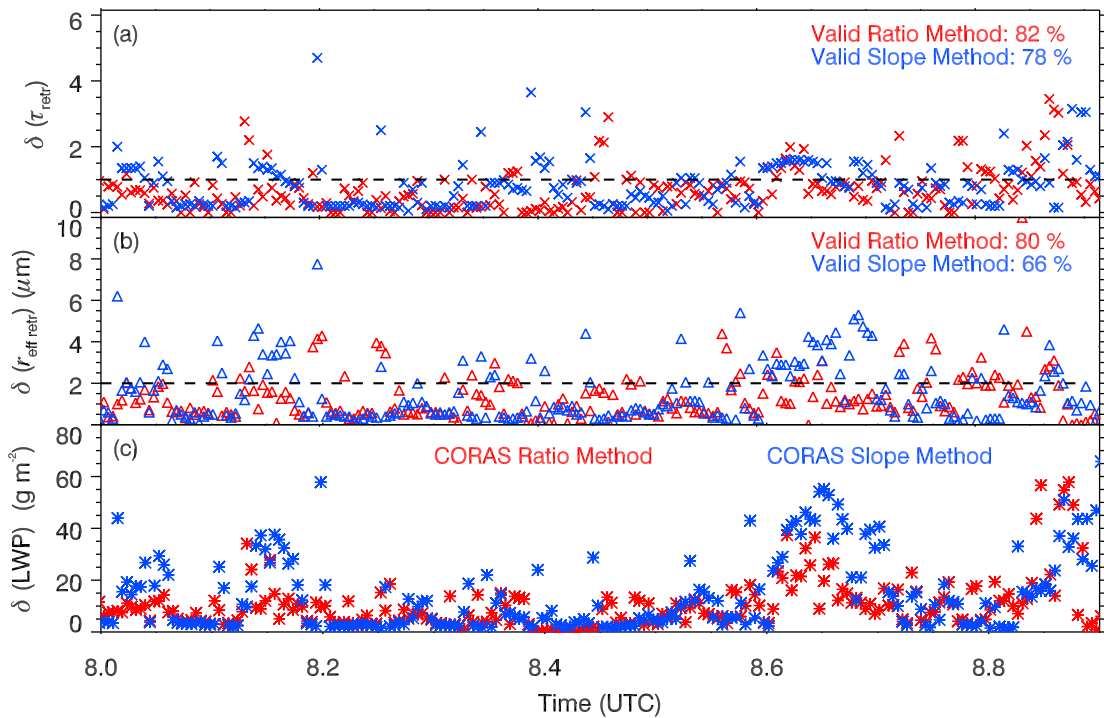 (a)
Valid Ratio Method: 82 %
Valid Slope Method: 78 %
6
4
2
0
δ (τretr)
(b)
Valid Ratio Method: 80 %
Valid Slope Method: 66 %
10
8
6
4
2
δ (reff retr) (μm)
(c)
CORAS Ratio Method
CORAS Slope Method
80
60
40
20
0
δ (LWP) (g m-2)
8.0 8.2 8.4 8.6 8.8
Time (UTC)